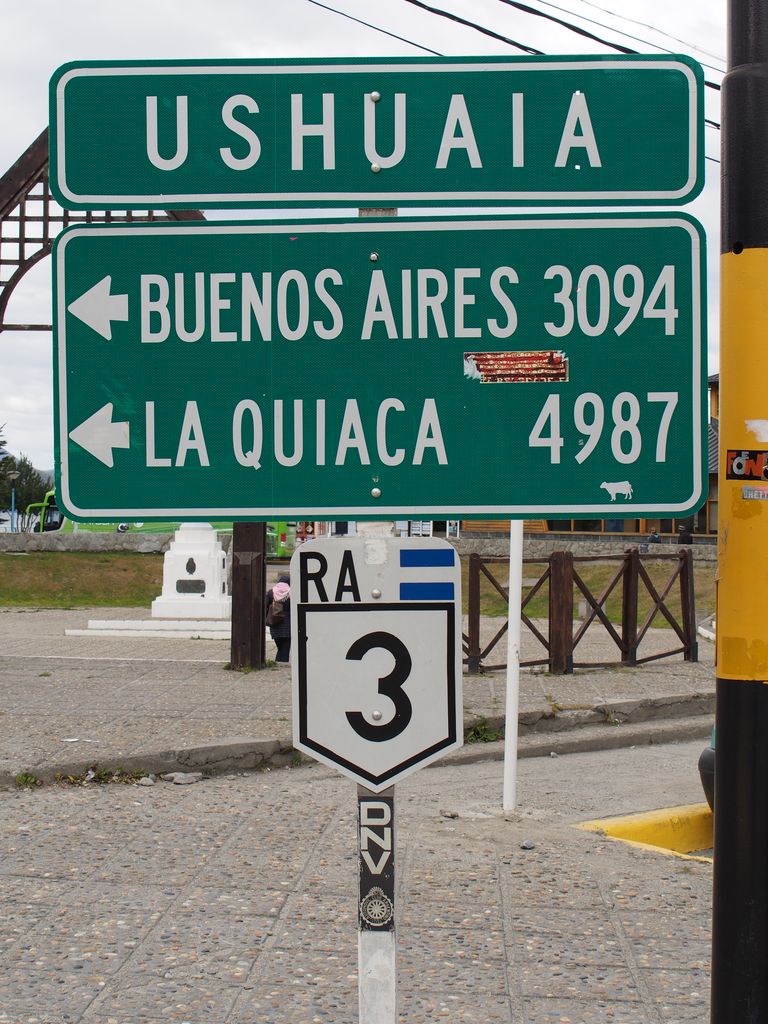 USHUAIA
BUENOS AIRES 3094
LA QUIACA 4987
RA
3
DNV